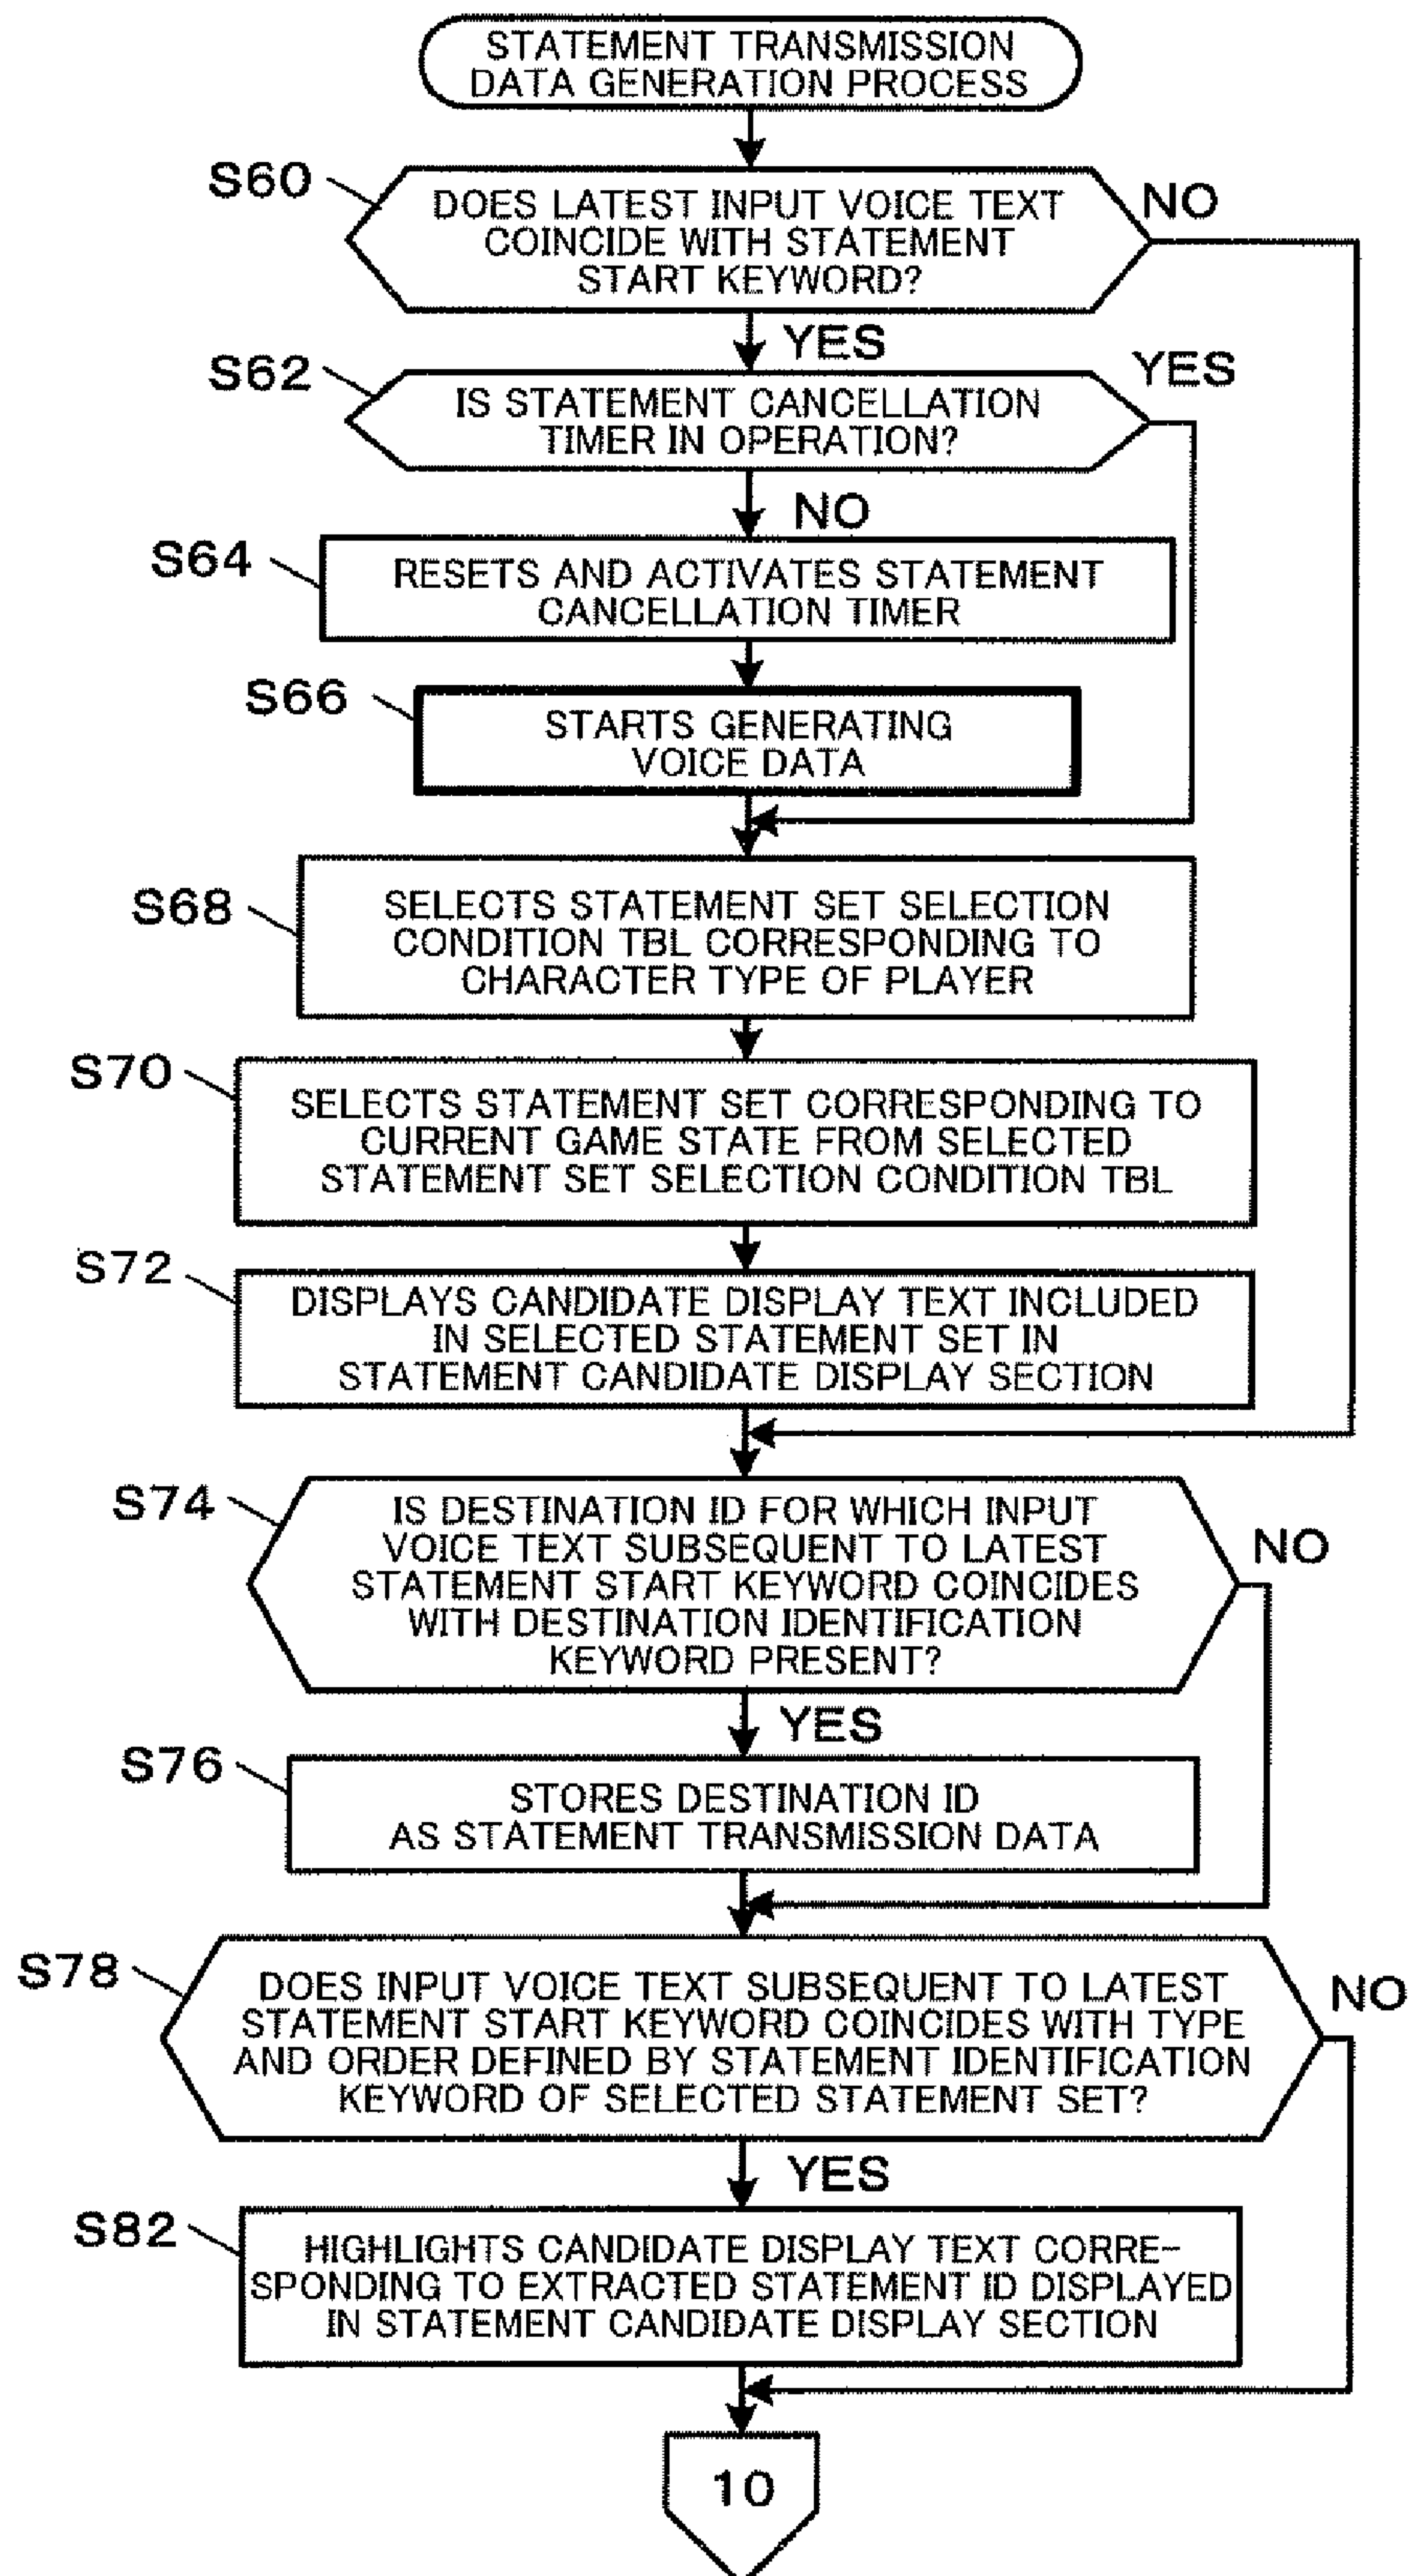 STATEMENT TRANSMISSION
DATA GENERATION PROCESS
S60
DOES LATEST INPUT VOICE TEXT
COINCIDE WITH STATEMENT
START KEYWORD?
NO
YES
S62
IS STATEMENT CANCELLATION
TIMER IN OPERATION?
YES
NO
S64
RESETS AND ACTIVATES STATEMENT
CANCELLATION TIMER
S66
STARTS GENERATING
VOICE DATA
S68
SELECTS STATEMENT SET SELECTION
CONDITION TBL CORRESPONDING TO
CHARACTER TYPE OF PLAYER
S70
SELECTS STATEMENT SET CORRESPONDING TO
CURRENT GAME STATE FROM SELECTED
STATEMENT SET SELECTION CONDITION TBL
S72
DISPLAYS CANDIDATE DISPLAY TEXT INCLUDED
IN SELECTED STATEMENT SET IN
STATEMENT CANDIDATE DISPLAY SECTION
S74
IS DESTINATION ID FOR WHICH INPUT
VOICE TEXT SUBSEQUENT TO LATEST
STATEMENT START KEYWORD COINCIDES
WITH DESTINATION IDENTIFICATION
KEYWORD PRESENT?
NO
YES
S76
STORES DESTINATION ID
AS STATEMENT TRANSMISSION DATA
S78
DOES INPUT VOICE TEXT SUBSEQUENT TO LATEST
STATEMENT START KEYWORD COINCIDES WITH TYPE
AND ORDER DEFINED BY STATEMENT IDENTIFICATION
KEYWORD OF SELECTED STATEMENT SET?
NO
YES
S82
HIGHLIGHTS CANDIDATE DISPLAY TEXT CORRE-
SPONDING TO EXTRACTED STATEMENT ID DISPLAYED
IN STATEMENT CANDIDATE DISPLAY SECTION
10